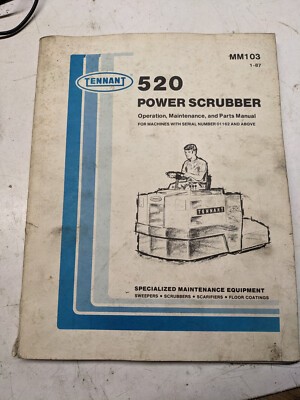 MM103
1-87
TENNANT
520
POWER SCRUBBER
Operation, Maintenance, and Parts Manual
FOR MACHINES WITH SERIAL NUMBER 01162 AND ABOVE
TENNANT
SPECIALIZED MAINTENANCE EQUIPMENT
SWEEPERS • SCRUBBERS • SCARIFIERS • FLOOR COATINGS